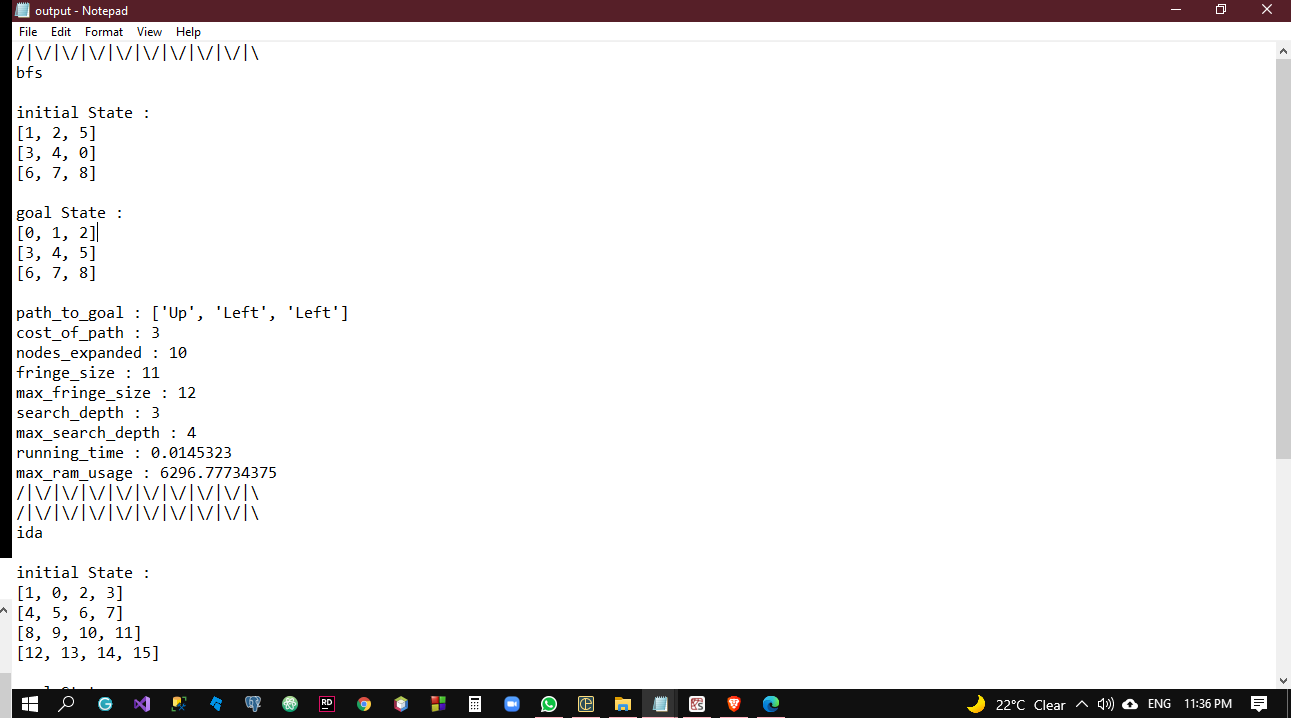 output - Notepad
File Edit Format View Help
/|\/|\/|\/|\/|\/|\/|\/|\/|\
bfs
initial State :
[1, 2, 5]
[3, 4, 0]
[6, 7, 8]
goal State :
[0, 1, 2]
[3, 4, 5]
[6, 7, 8]
path_to_goal : ['Up', 'Left', 'Left']
cost_of_path : 3
nodes_expanded : 10
fringe_size : 11
max_fringe_size : 12
search_depth : 3
max_search_depth : 4
running_time : 0.0145323
max_ram_usage : 6296.77734375
/|\/|\/|\/|\/|\/|\/|\/|\/|\
/|\/|\/|\/|\/|\/|\/|\/|\/|\
ida
initial State :
[1, 0, 2, 3]
[4, 5, 6, 7]
[8, 9, 10, 11]
[12, 13, 14, 15]
RD
22°C Clear ENG 11:36 PM